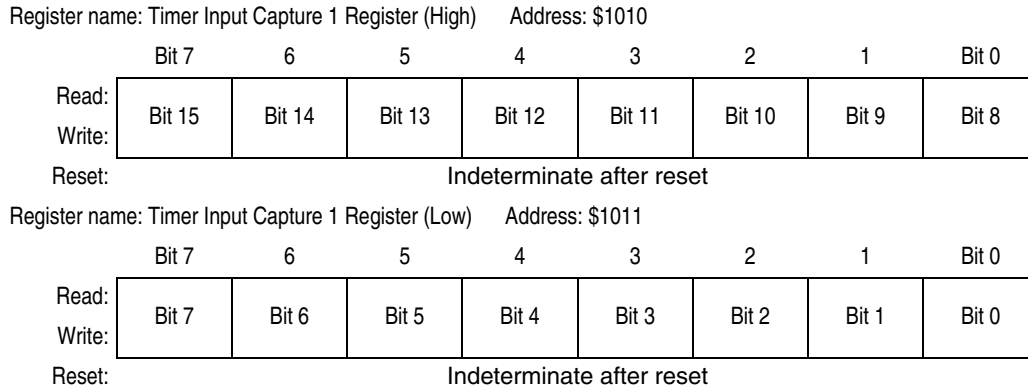 Register name: Timer Input Capture 1 Register (High) Address: $1010
Bit 7 6 5 4 3 2 1 Bit 0
Read:
Bit 15 Bit 14 Bit 13 Bit 12 Bit 11 Bit 10 Bit 9 Bit 8
Write:
Reset: Indeterminate after reset
Register name: Timer Input Capture 1 Register (Low) Address: $1011
Bit 7 6 5 4 3 2 1 Bit 0
Read:
Bit 7 Bit 6 Bit 5 Bit 4 Bit 3 Bit 2 Bit 1 Bit 0
Write:
Reset: Indeterminate after reset